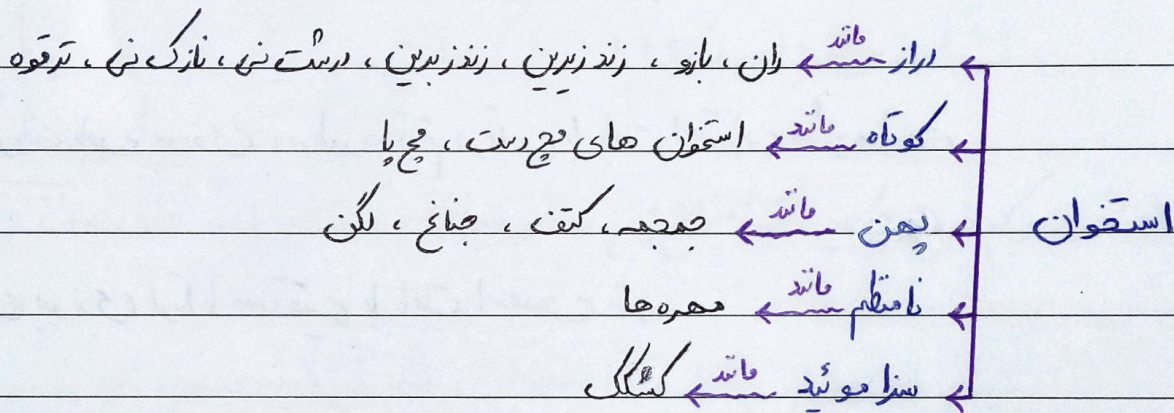 دراز مانند ران، بازو، زند زیرین، زند زبرین، درشت نی، نازک نی، ترقوه
کوتاه مانند استخوان های مچ دست، مچ پا
استخوان پهن مانند جمجمه، کتف، جناغ، لگن
نامنظم مانند مهره ها
سزاموئید مانند کشکک